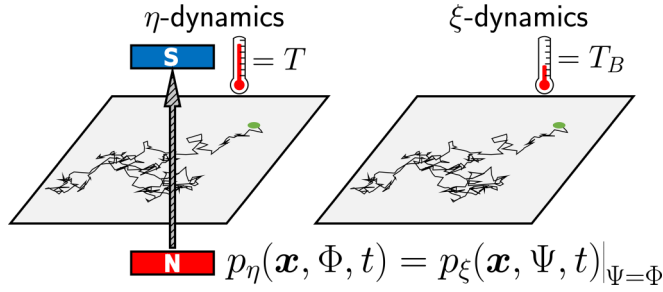 η-dynamics ξ-dynamics
S = T = T_B
N p_η(𝒙, Φ, t) = p_ξ(𝒙, Ψ, t)|_{Ψ=Φ}